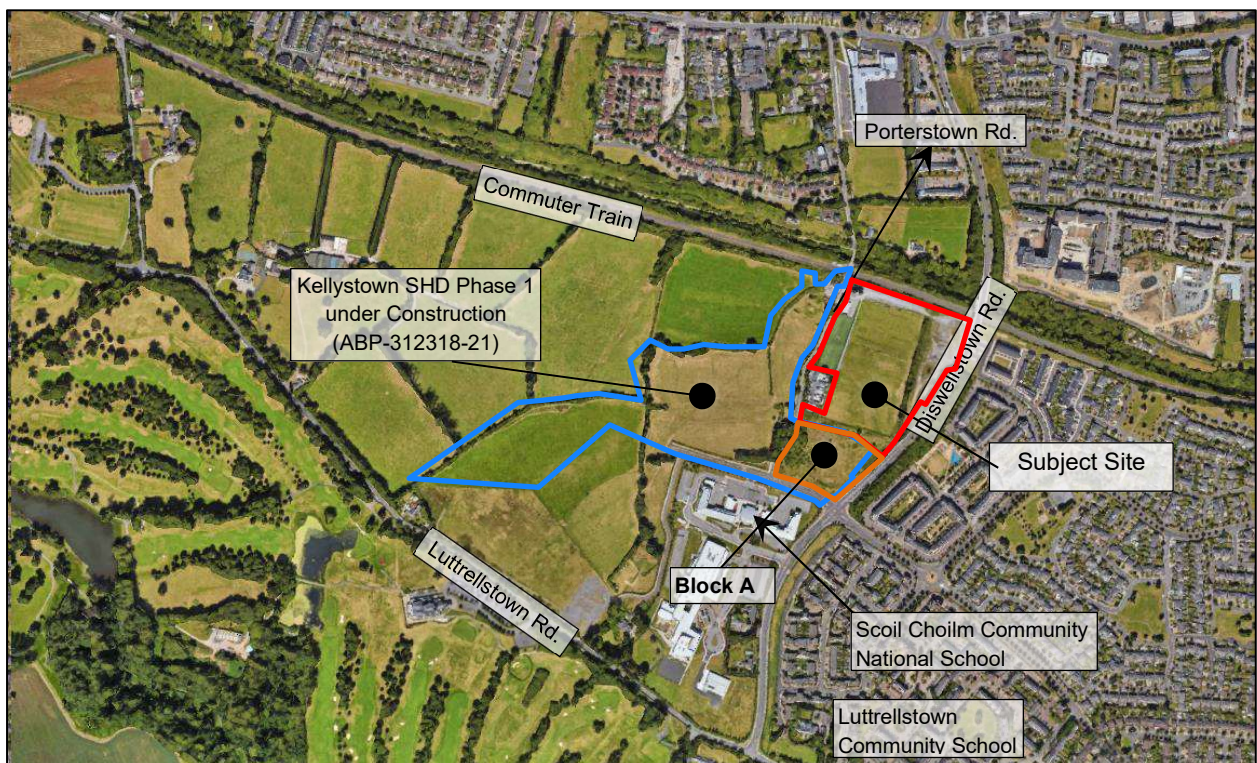 Porterstown Rd.
Commuter Train
Kellystown SHD Phase 1
under Construction
(ABP-312318-21)
Diswellstown Rd.
Subject Site
Luttrellstown Rd.
Block A
Scoil Choilm Community
National School
Luttrellstown
Community School